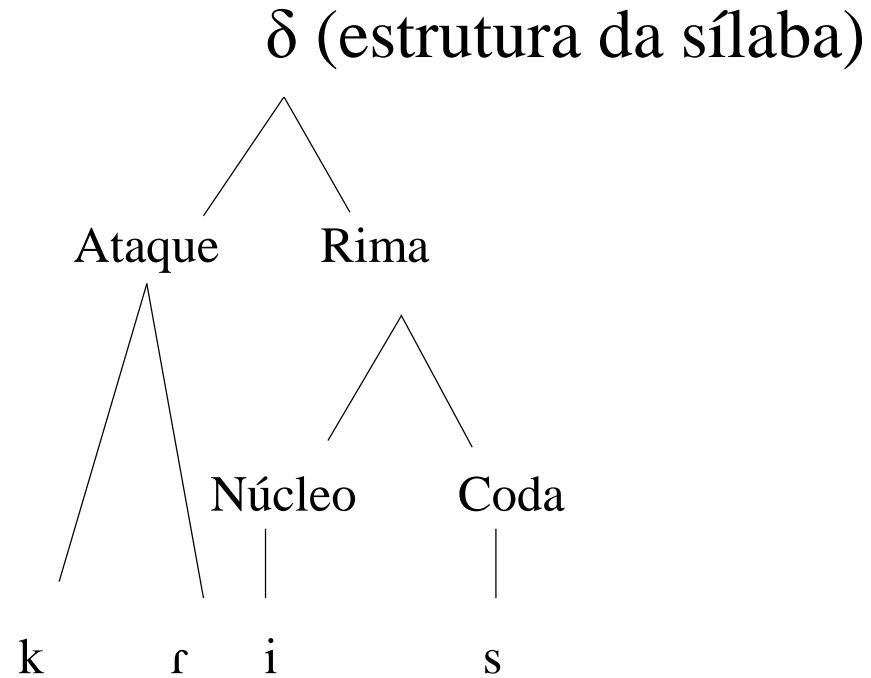 δ (estrutura da sílaba)
Ataque Rima
Núcleo Coda
k ɾ i s